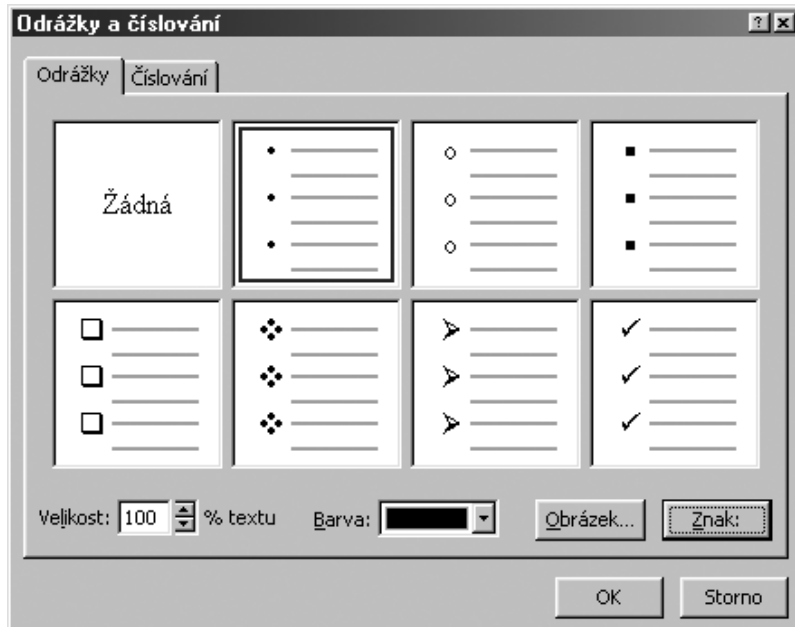 Odrážky a číslování
Odrážky Číslování
Žádná
Velikost: 100 % textu Barva: Obrázek... Znak:
OK Storno